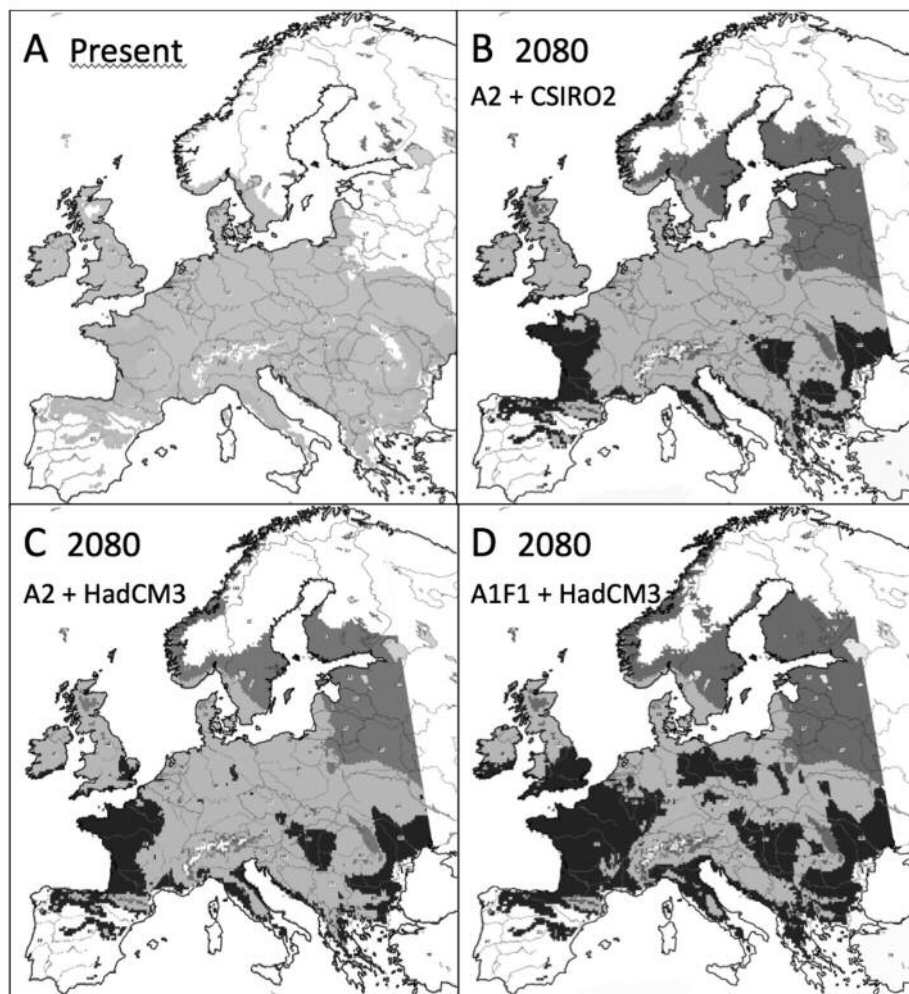 A Present
B 2080
A2 + CSIRO2
C 2080
A2 + HadCM3
D 2080
A1F1 + HadCM3